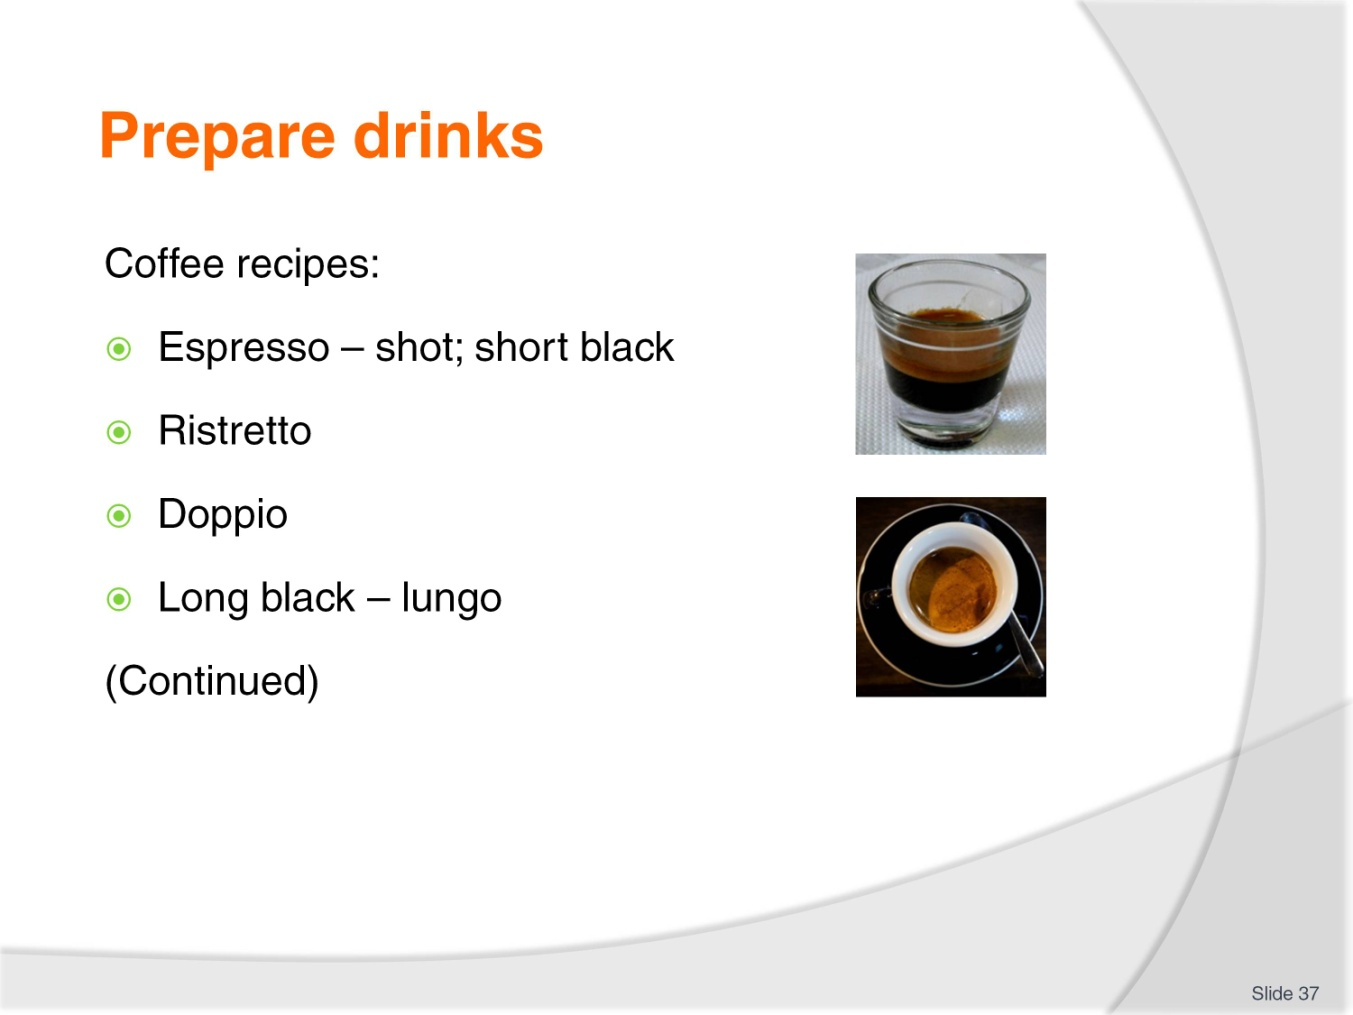 Prepare drinks
Coffee recipes:
Espresso – shot; short black
Ristretto
Doppio
Long black – lungo
(Continued)
Slide 37